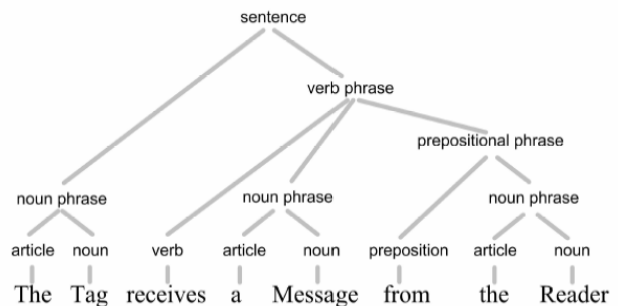 sentence
verb phrase
prepositional phrase
noun phrase noun phrase noun phrase
article noun verb article noun preposition article noun
The Tag receives a Message from the Reader